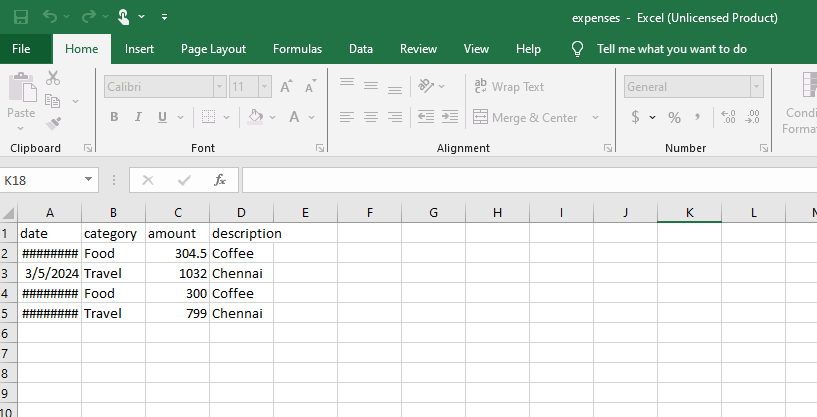 expenses - Excel (Unlicensed Product)
File Home Insert Page Layout Formulas Data Review View Help Tell me what you want to do
Calibri 11 A A ab Wrap Text General
Paste B I U A Merge & Center $ % , .00 .00
Clipboard Font Alignment Number
K18 fx
A B C D E F G H I J K L
1 date category amount description
2 ######## Food 304.5 Coffee
3 3/5/2024 Travel 1032 Chennai
4 ######## Food 300 Coffee
5 ######## Travel 799 Chennai
6
7
8
9
10